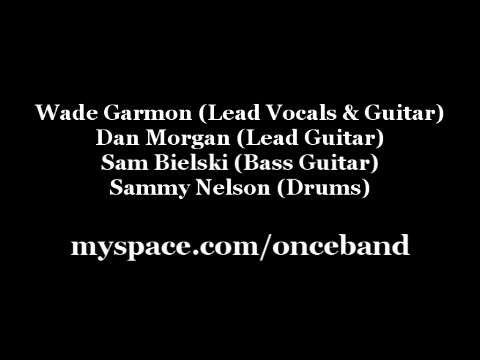 Wade Garmon (Lead Vocals & Guitar)
Dan Morgan (Lead Guitar)
Sam Bielski (Bass Guitar)
Sammy Nelson (Drums)
myspace.com/onceband